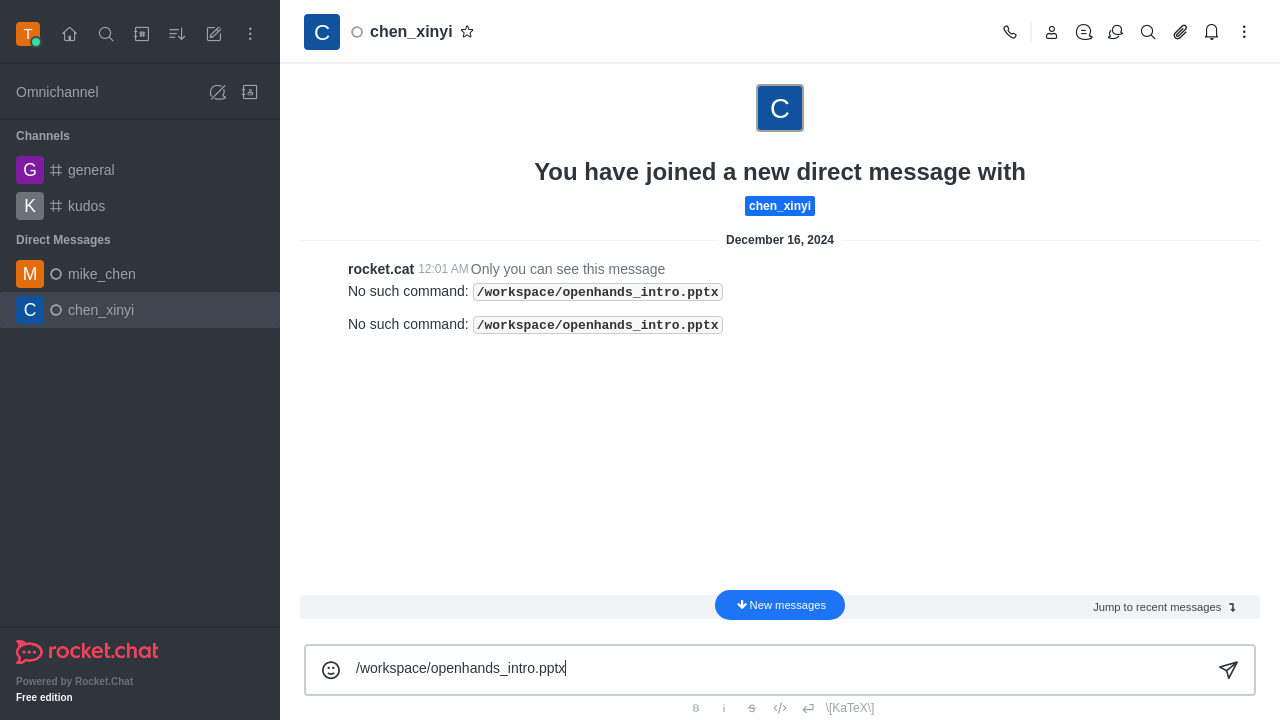 T
Omnichannel
Channels
G general
K kudos
Direct Messages
M mike_chen
C chen_xinyi
rocket.chat
Powered by Rocket.Chat
Free edition
C chen_xinyi
C
You have joined a new direct message with
chen_xinyi
December 16, 2024
rocket.cat 12:01 AM Only you can see this message
No such command: /workspace/openhands_intro.pptx
No such command: /workspace/openhands_intro.pptx
New messages
Jump to recent messages
/workspace/openhands_intro.pptx
B i S \[KaTeX\]